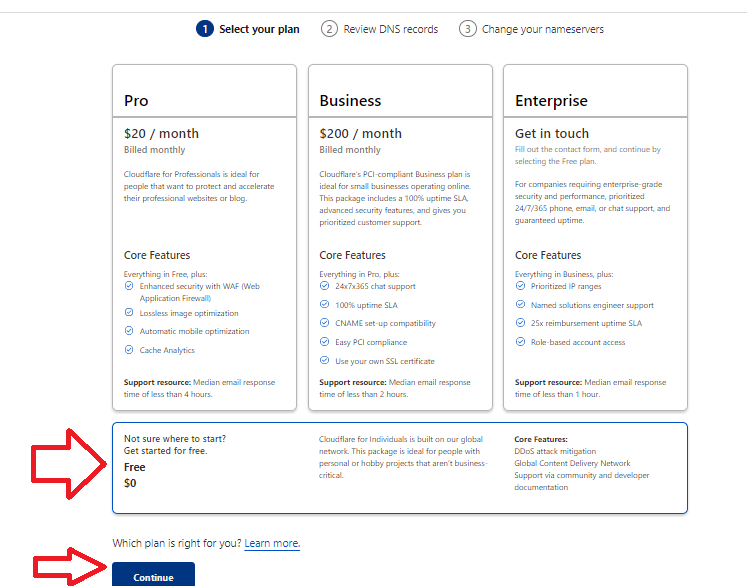 1 Select your plan
2 Review DNS records
3 Change your nameservers
Pro
$20 / month
Billed monthly
Cloudflare for Professionals is ideal for
people that want to protect and accelerate
their professional websites or blog.
Core Features
Everything in Free, plus:
Enhanced security with WAF (Web
Application Firewall)
Lossless image optimization
Automatic mobile optimization
Cache Analytics
Support resource: Median email response
time of less than 4 hours.
Business
$200 / month
Billed monthly
Cloudflare's PCI-compliant Business plan is
ideal for small businesses operating online.
This package includes a 100% uptime SLA,
advanced security features, and gives you
prioritized customer support.
Core Features
Everything in Pro, plus:
24x7x365 chat support
100% uptime SLA
CNAME set-up compatibility
Easy PCI compliance
Use your own SSL certificate
Support resource: Median email response
time of less than 2 hours.
Enterprise
Get in touch
Fill out the contact form, and continue by
selecting the Free plan.
For companies requiring enterprise-grade
security and performance, prioritized
24/7/365 phone, email, or chat support, and
guaranteed uptime.
Core Features
Everything in Business, plus:
Prioritized IP ranges
Named solutions engineer support
25x reimbursement uptime SLA
Role-based account access
Support resource: Median email response
time of less than 1 hour.
Not sure where to start?
Get started for free.
Free
$0
Cloudflare for Individuals is built on our global
network. This package is ideal for people with
personal or hobby projects that aren't business-
critical.
Core Features:
DDoS attack mitigation
Global Content Delivery Network
Support via community and developer
documentation
Which plan is right for you? Learn more.
Continue